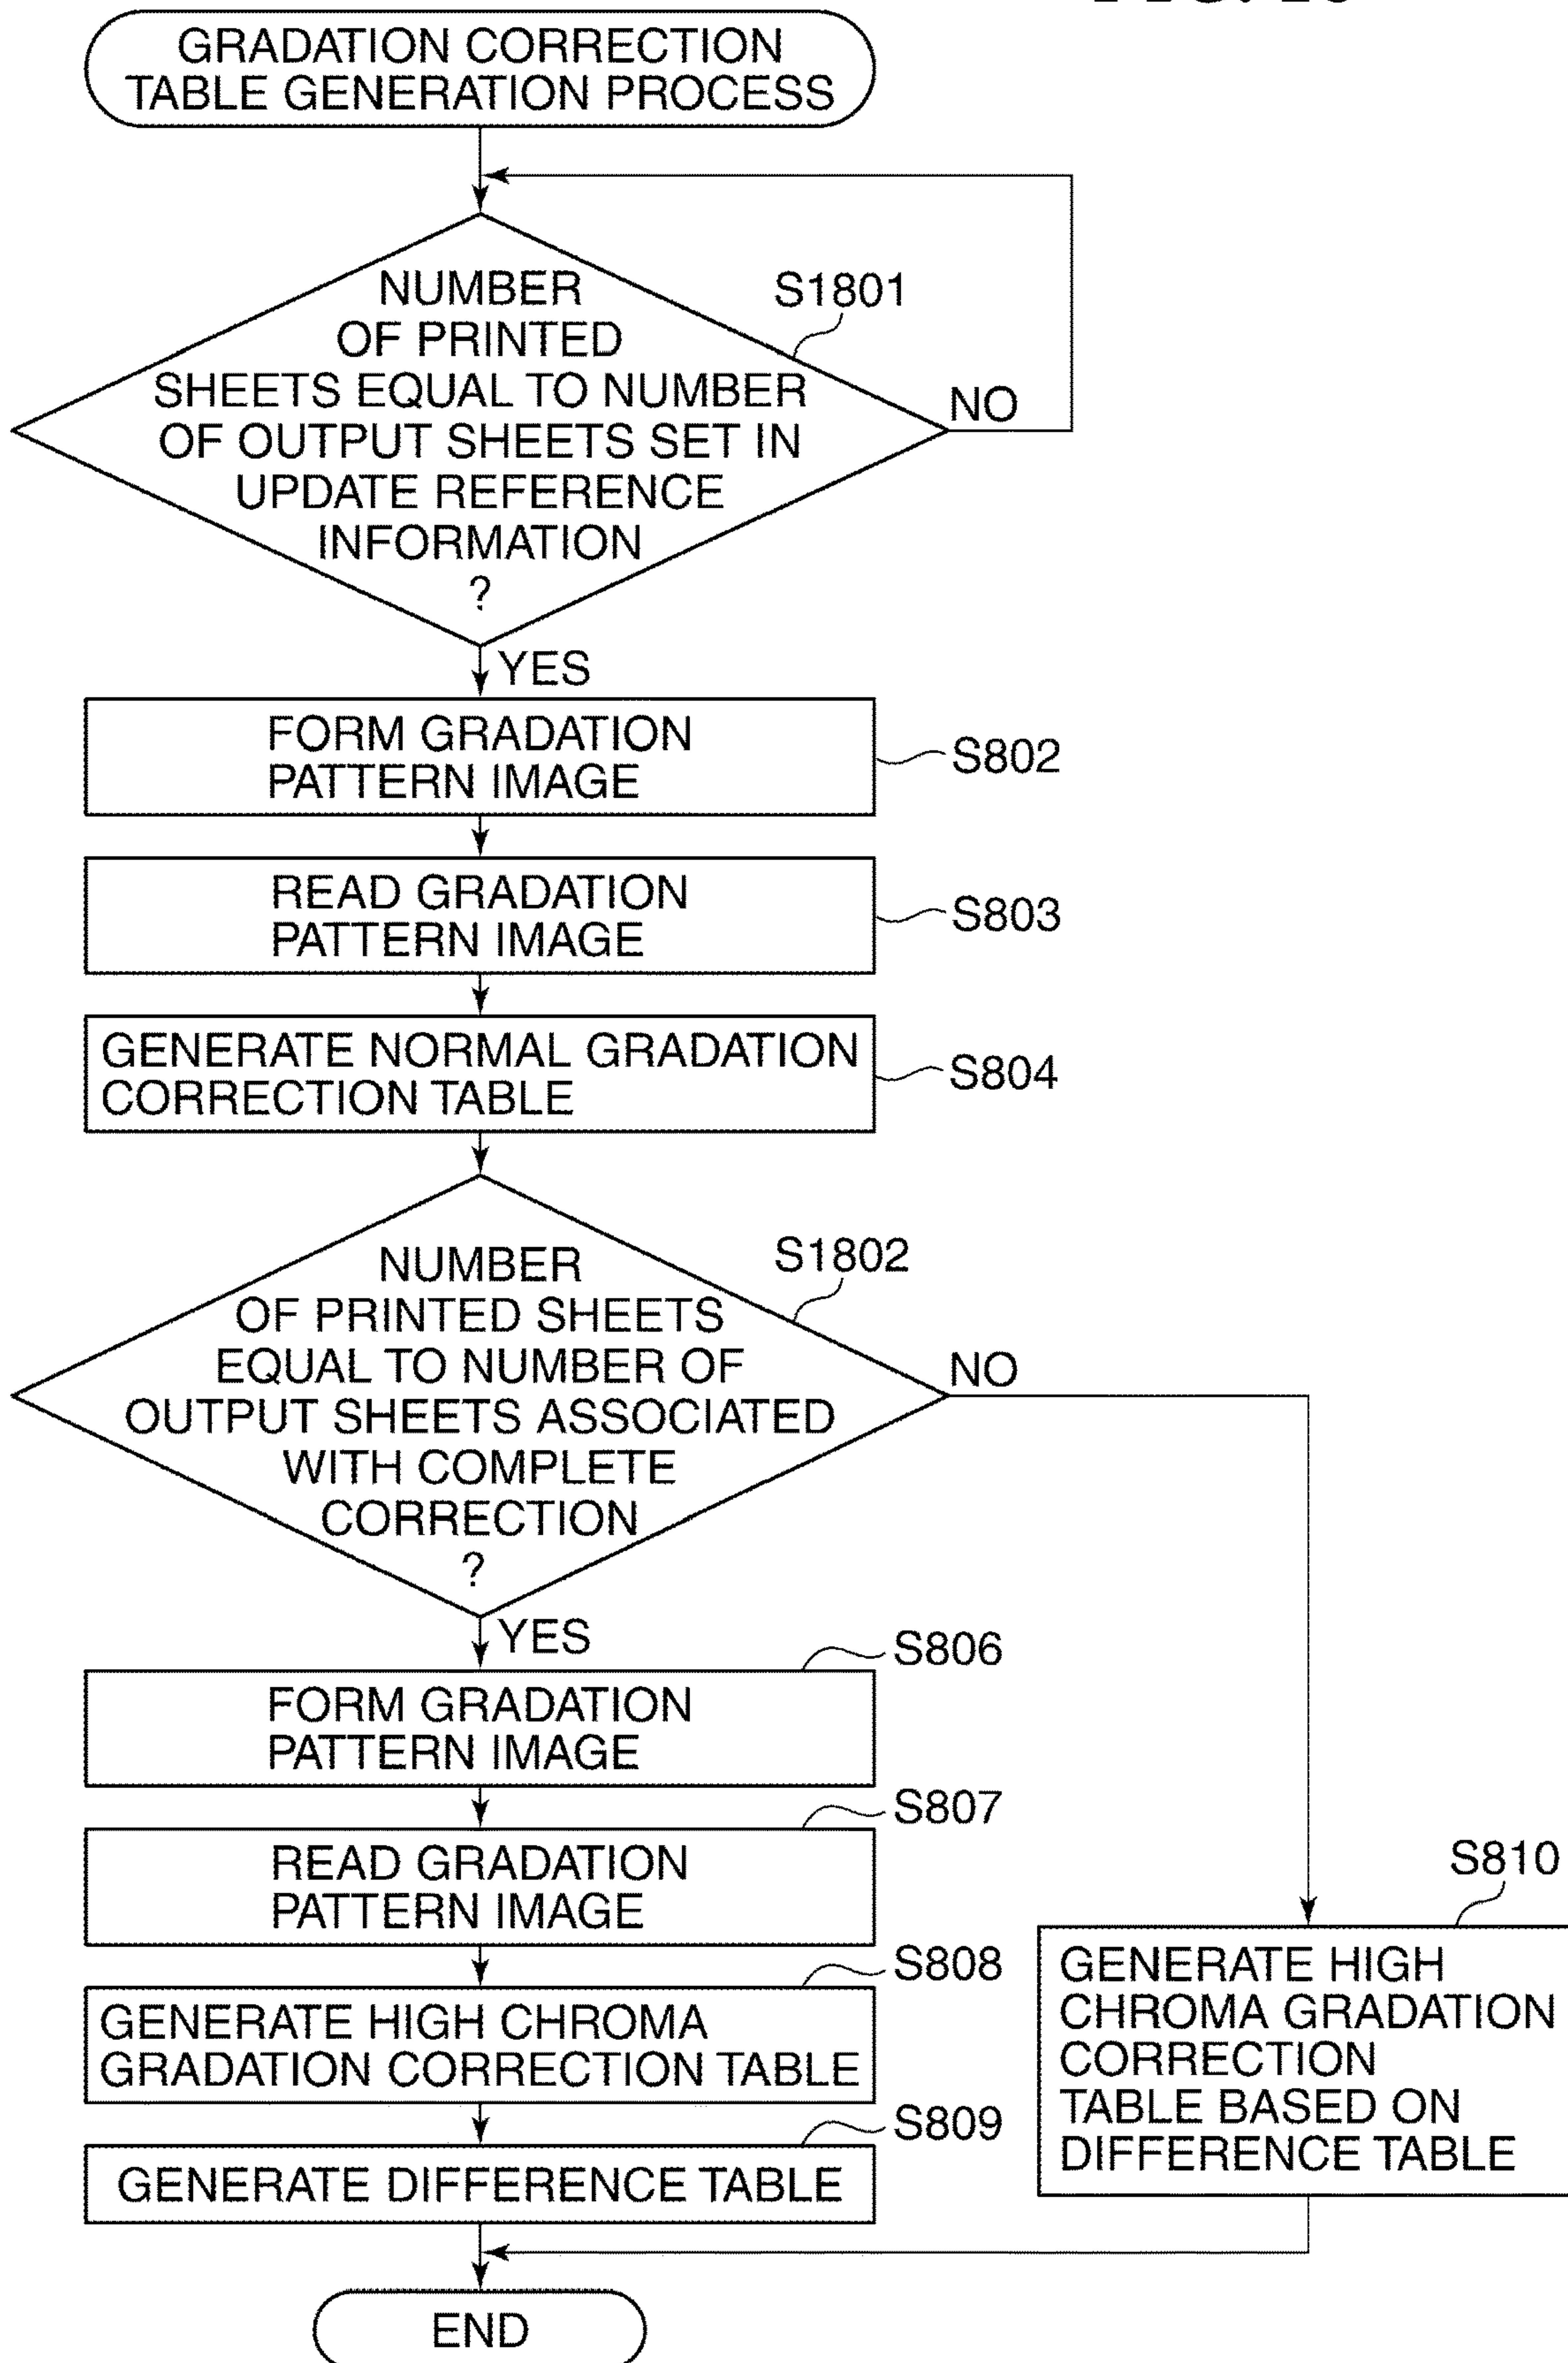 GRADATION CORRECTION
TABLE GENERATION PROCESS
S1801
NUMBER
OF PRINTED
SHEETS EQUAL TO NUMBER
OF OUTPUT SHEETS SET IN
UPDATE REFERENCE
INFORMATION
?
NO
YES
FORM GRADATION
PATTERN IMAGE
S802
READ GRADATION
PATTERN IMAGE
S803
GENERATE NORMAL GRADATION
CORRECTION TABLE
S804
S1802
NUMBER
OF PRINTED SHEETS
EQUAL TO NUMBER OF
OUTPUT SHEETS ASSOCIATED
WITH COMPLETE
CORRECTION
?
NO
YES
S806
FORM GRADATION
PATTERN IMAGE
S807
READ GRADATION
PATTERN IMAGE
S808
GENERATE HIGH CHROMA
GRADATION CORRECTION TABLE
S809
GENERATE DIFFERENCE TABLE
S810
GENERATE HIGH
CHROMA GRADATION
CORRECTION
TABLE BASED ON
DIFFERENCE TABLE
END